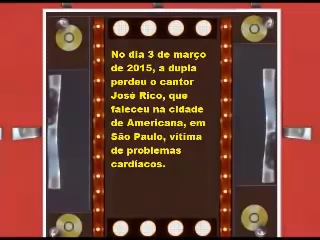 No dia 3 de março
de 2015, a dupla
perdeu o cantor
José Rico, que
faleceu na cidade
de Americana, em
São Paulo, vítima
de problemas
cardíacos.